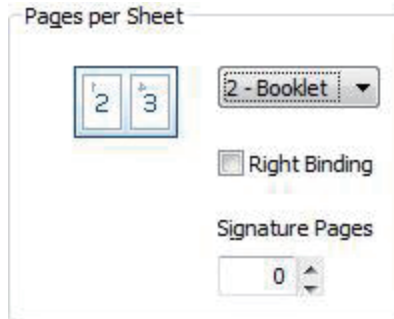 Pages per Sheet
2 3
2 - Booklet
Right Binding
Signature Pages
0